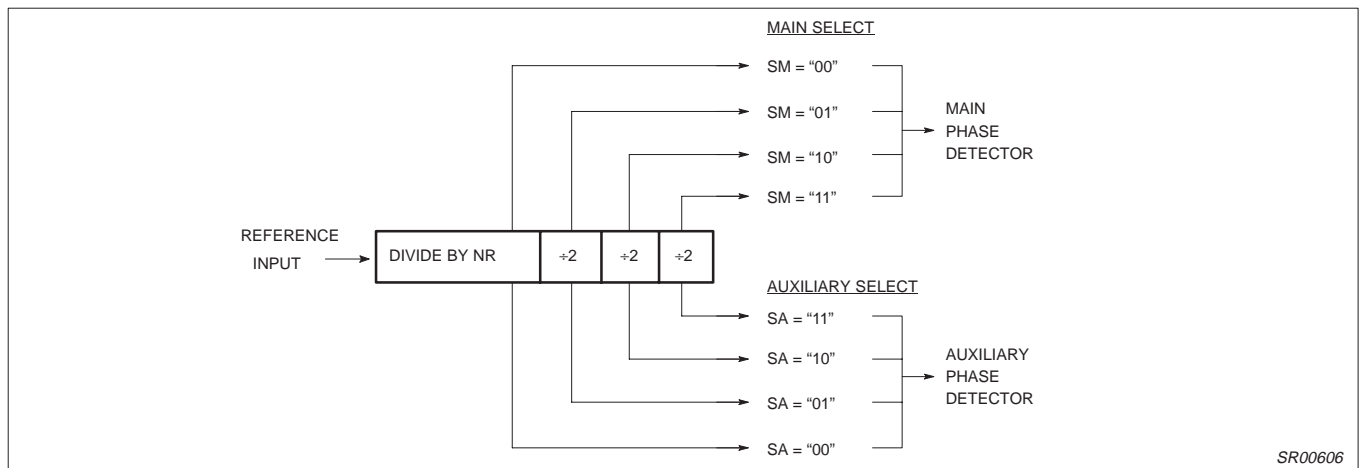 MAIN SELECT
SM = “00”
SM = “01”
SM = “10”
SM = “11”
MAIN
PHASE
DETECTOR
REFERENCE
INPUT
DIVIDE BY NR
÷2
÷2
÷2
AUXILIARY SELECT
SA = “11”
SA = “10”
SA = “01”
SA = “00”
AUXILIARY
PHASE
DETECTOR
SR00606